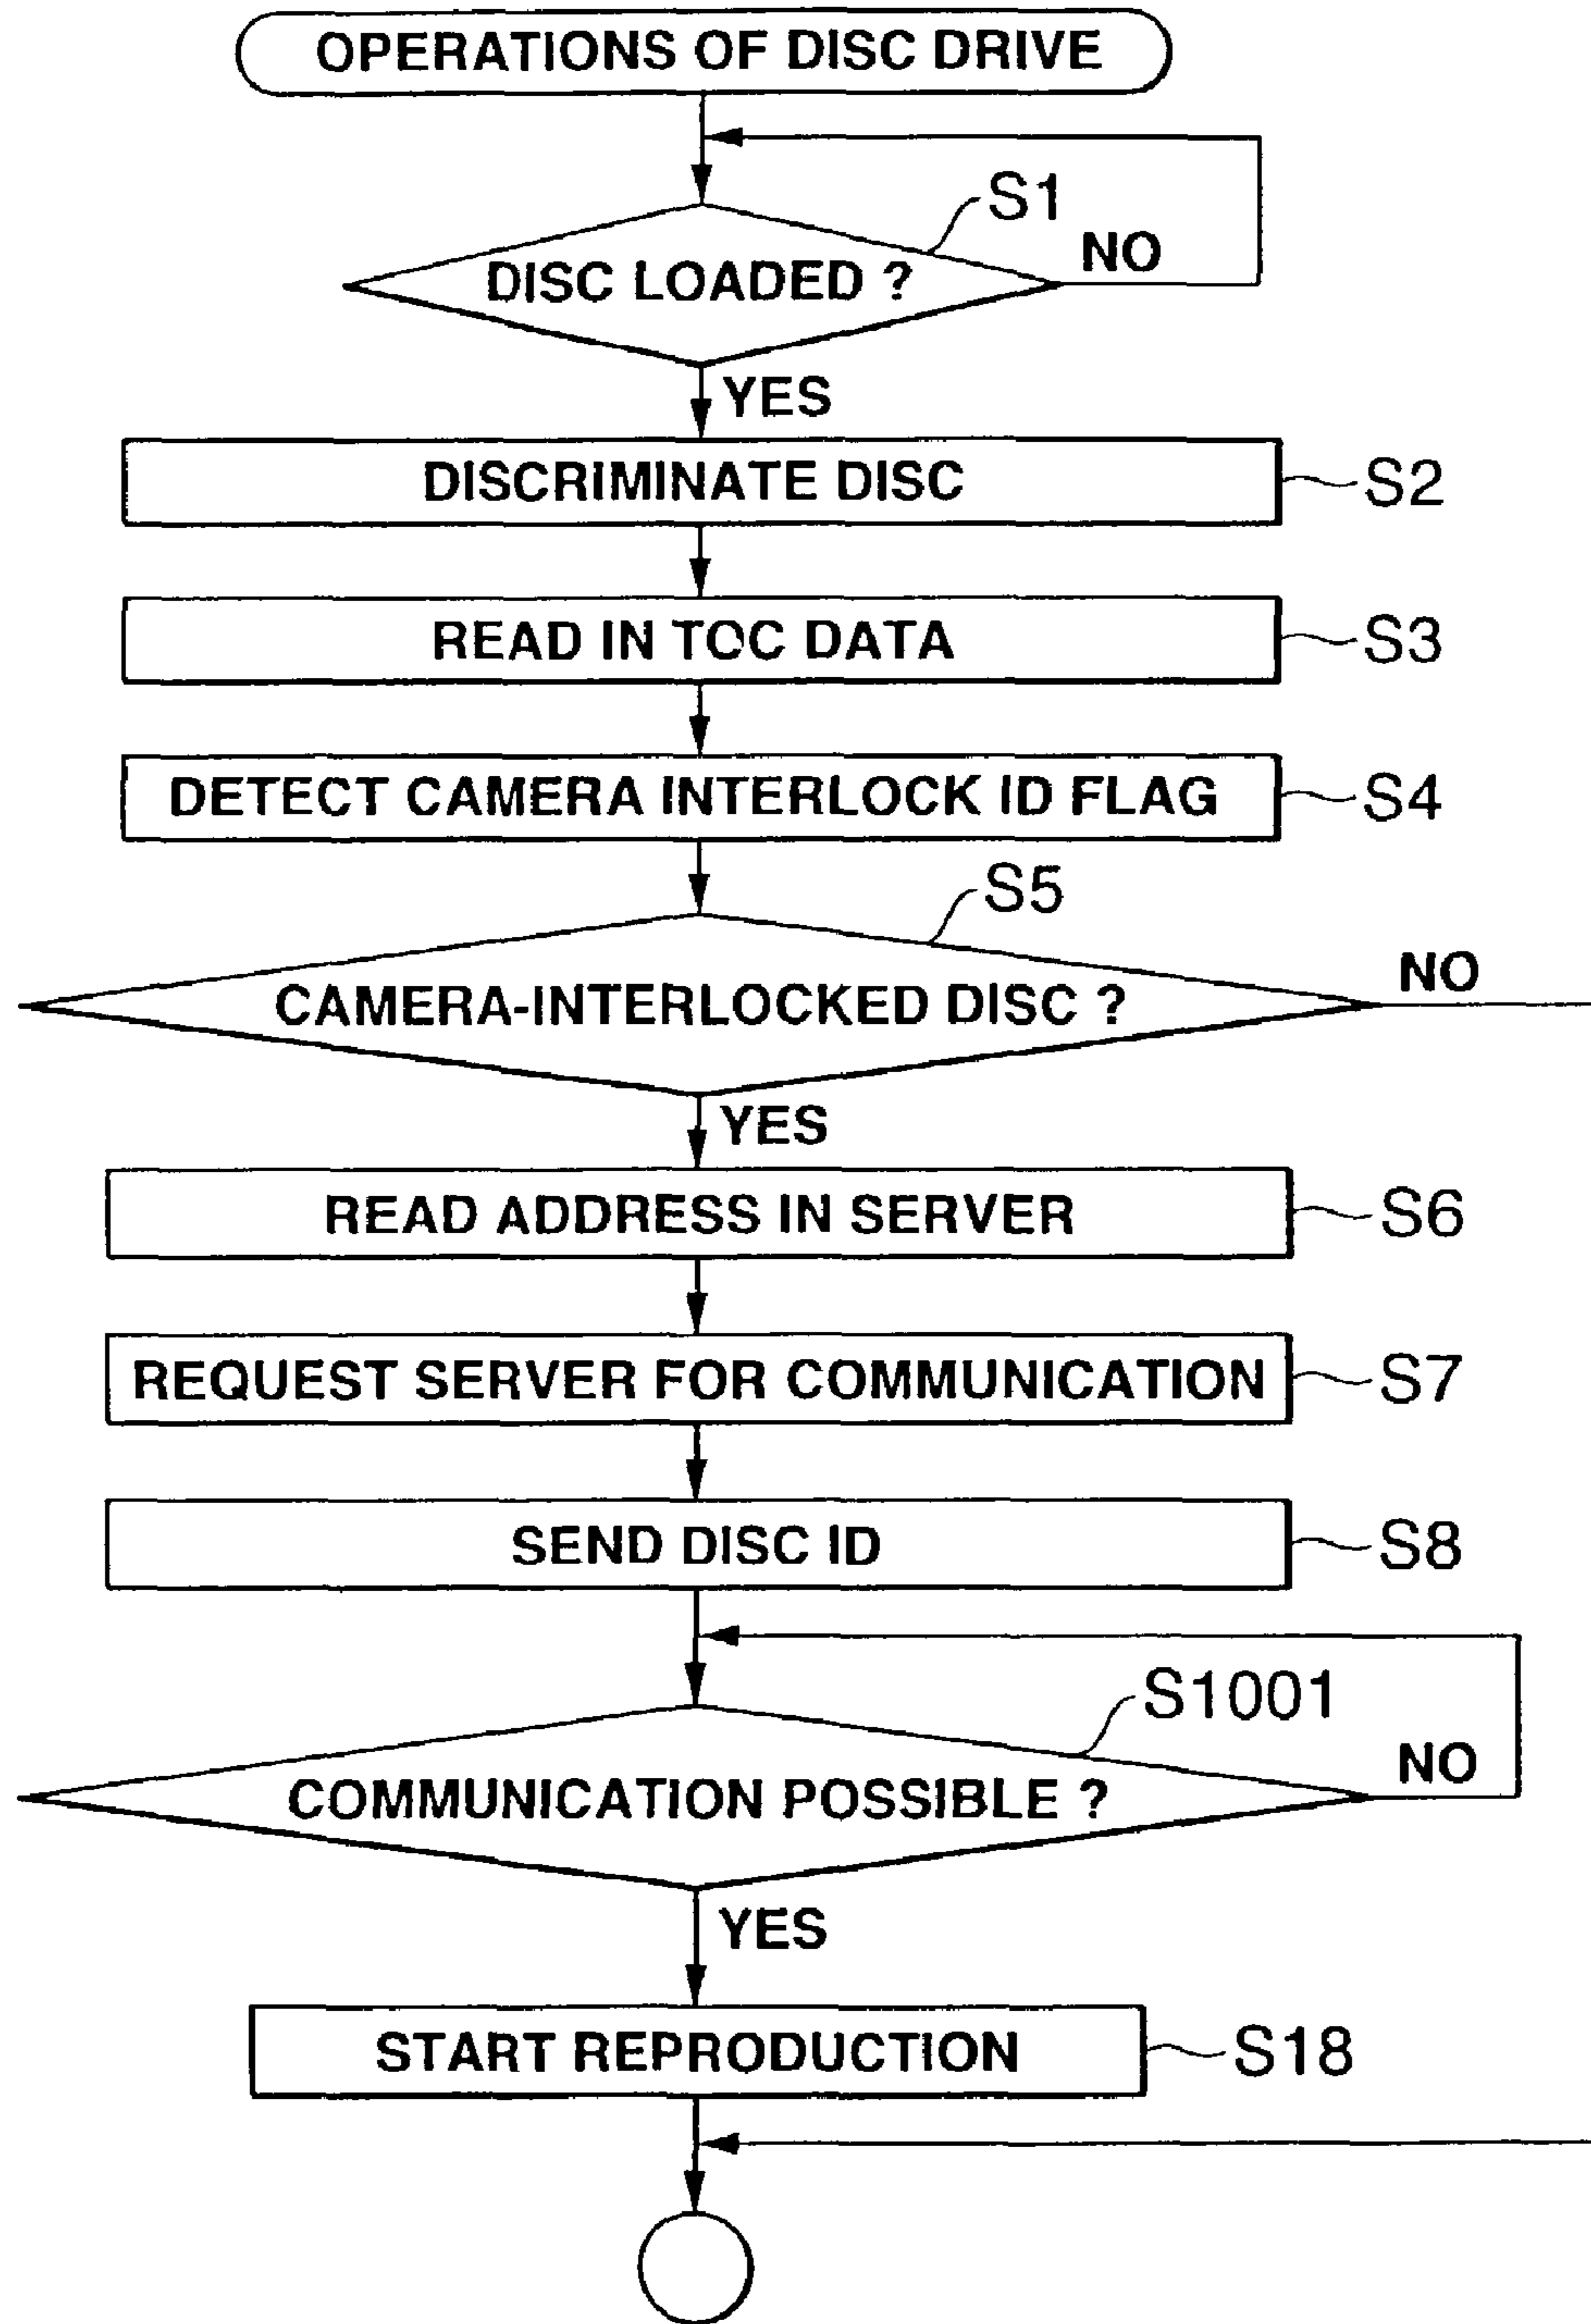 OPERATIONS OF DISC DRIVE
S1
DISC LOADED ?
NO
YES
DISCRIMINATE DISC
S2
READ IN TOC DATA
S3
DETECT CAMERA INTERLOCK ID FLAG
S4
S5
CAMERA-INTERLOCKED DISC ?
NO
YES
READ ADDRESS IN SERVER
S6
REQUEST SERVER FOR COMMUNICATION
S7
SEND DISC ID
S8
S1001
COMMUNICATION POSSIBLE ?
NO
YES
START REPRODUCTION
S18